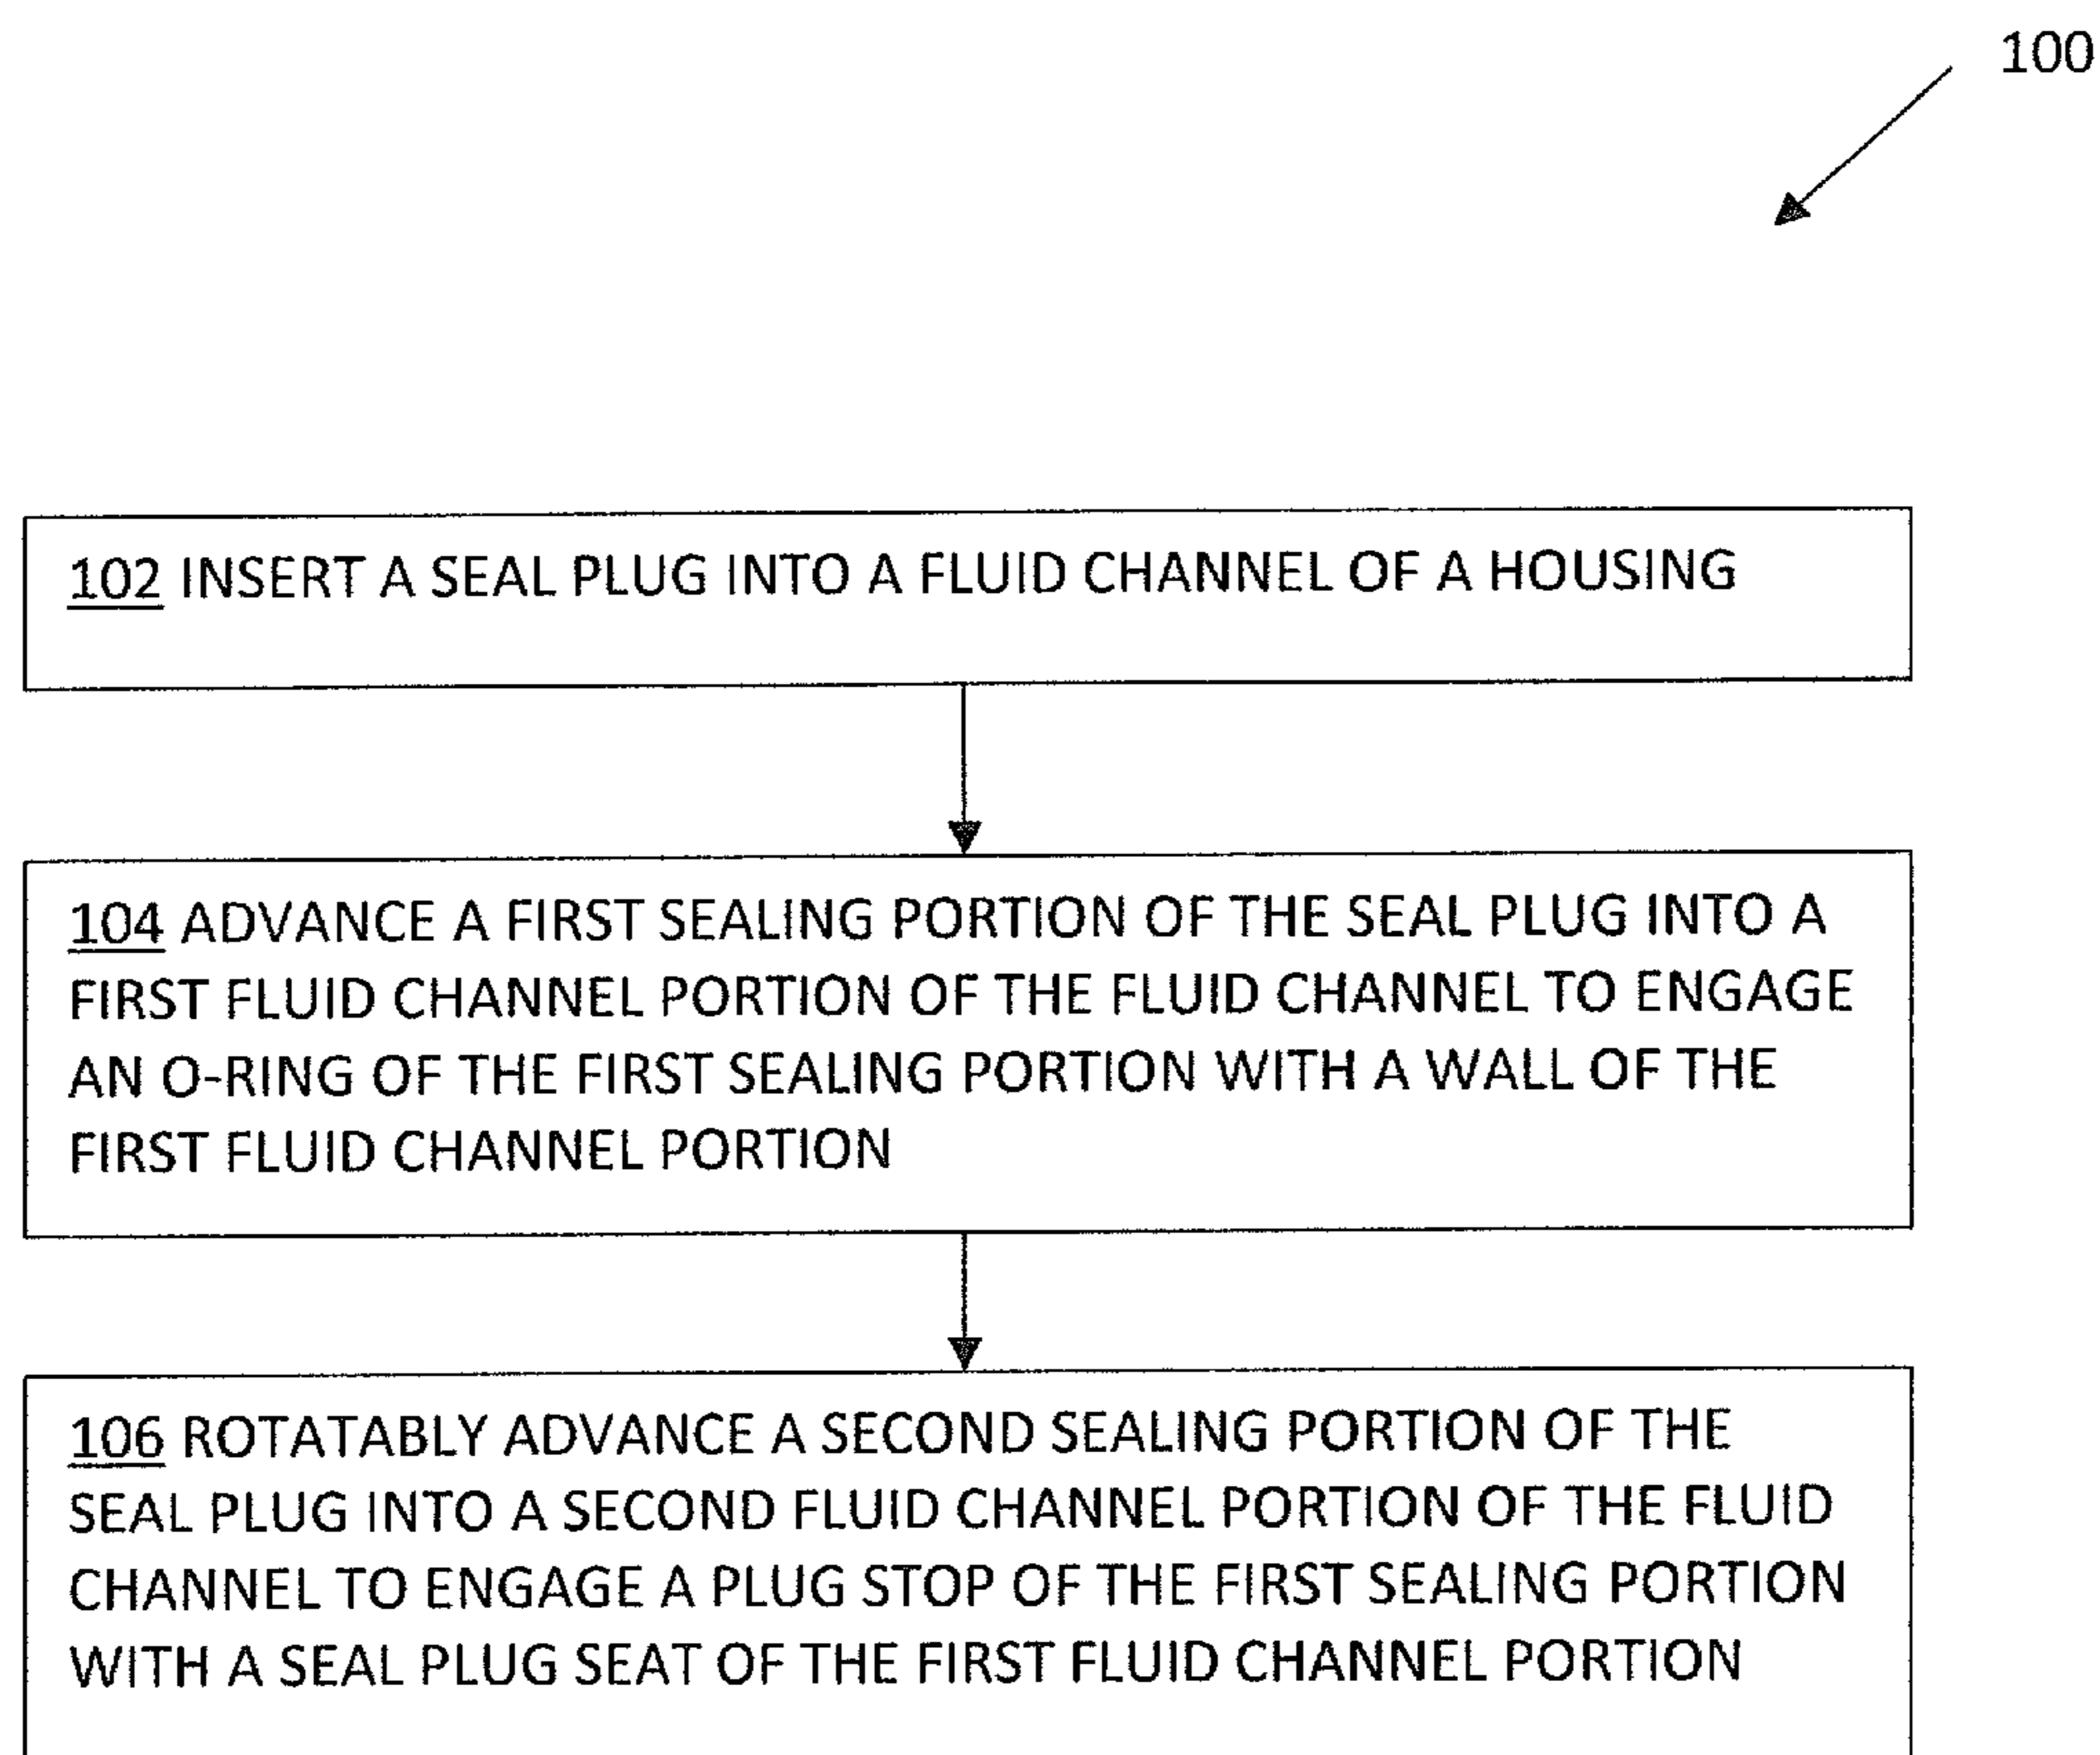 100
102 INSERT A SEAL PLUG INTO A FLUID CHANNEL OF A HOUSING
104 ADVANCE A FIRST SEALING PORTION OF THE SEAL PLUG INTO A
FIRST FLUID CHANNEL PORTION OF THE FLUID CHANNEL TO ENGAGE
AN O-RING OF THE FIRST SEALING PORTION WITH A WALL OF THE
FIRST FLUID CHANNEL PORTION
106 ROTATABLY ADVANCE A SECOND SEALING PORTION OF THE
SEAL PLUG INTO A SECOND FLUID CHANNEL PORTION OF THE FLUID
CHANNEL TO ENGAGE A PLUG STOP OF THE FIRST SEALING PORTION
WITH A SEAL PLUG SEAT OF THE FIRST FLUID CHANNEL PORTION